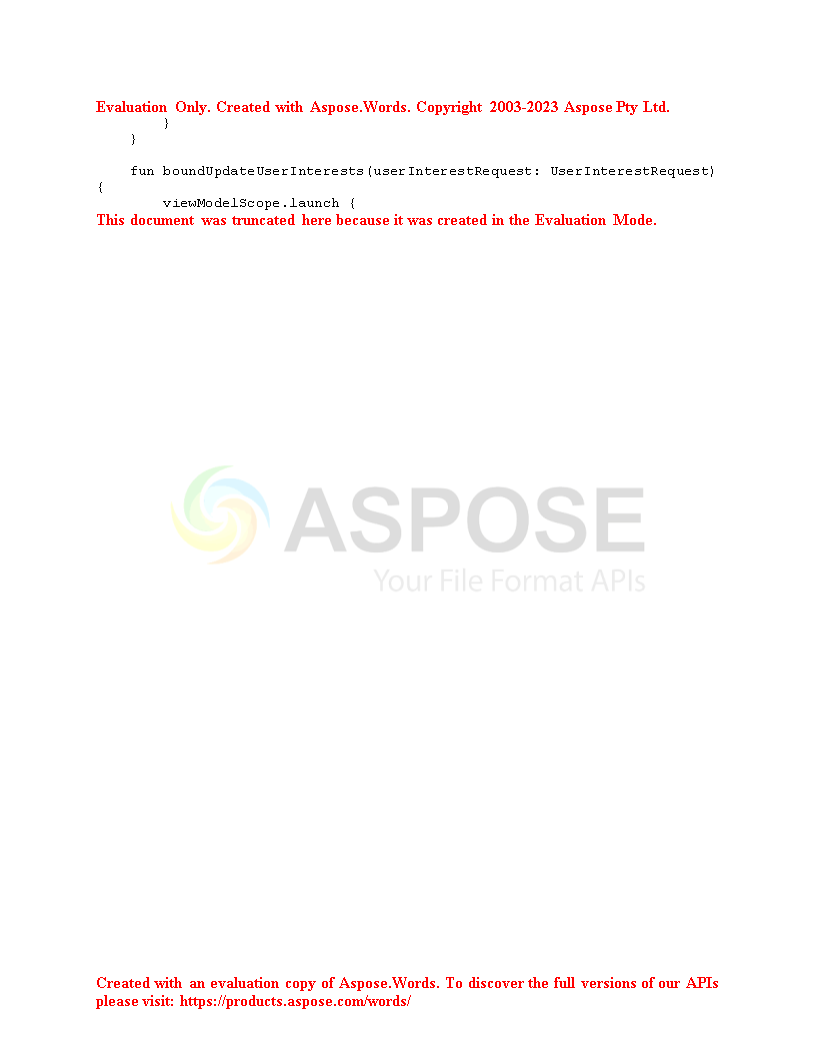 Evaluation Only. Created with Aspose.Words. Copyright 2003-2023 Aspose Pty Ltd.
        }
    }
    fun boundUpdateUserInterests(userInterestRequest: UserInterestRequest)
{
        viewModelScope.launch {
This document was truncated here because it was created in the Evaluation Mode.
ASPOSE
Your File Format APIs
Created with an evaluation copy of Aspose.Words. To discover the full versions of our APIs
please visit: https://products.aspose.com/words/